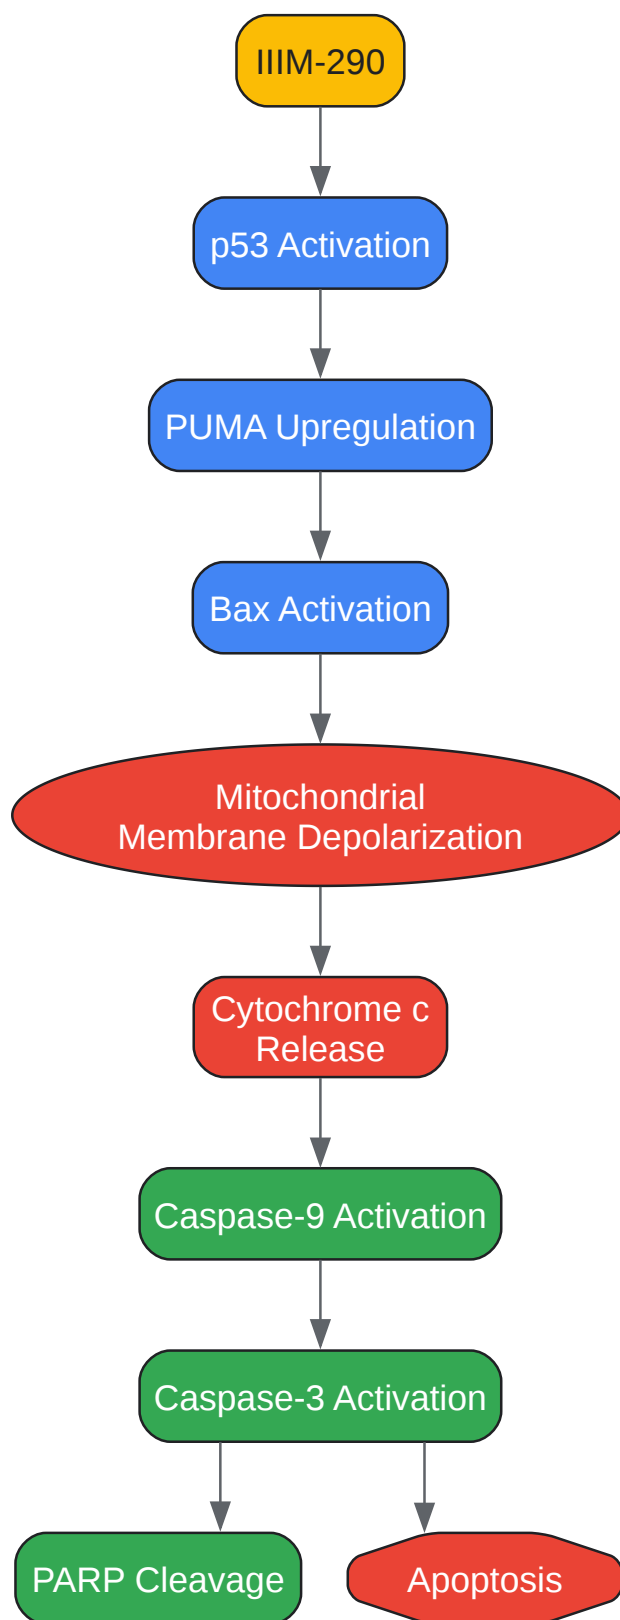 IIIM-290
p53 Activation
PUMA Upregulation
Bax Activation
Mitochondrial
Membrane Depolarization
Cytochrome c
Release
Caspase-9 Activation
Caspase-3 Activation
PARP Cleavage
Apoptosis